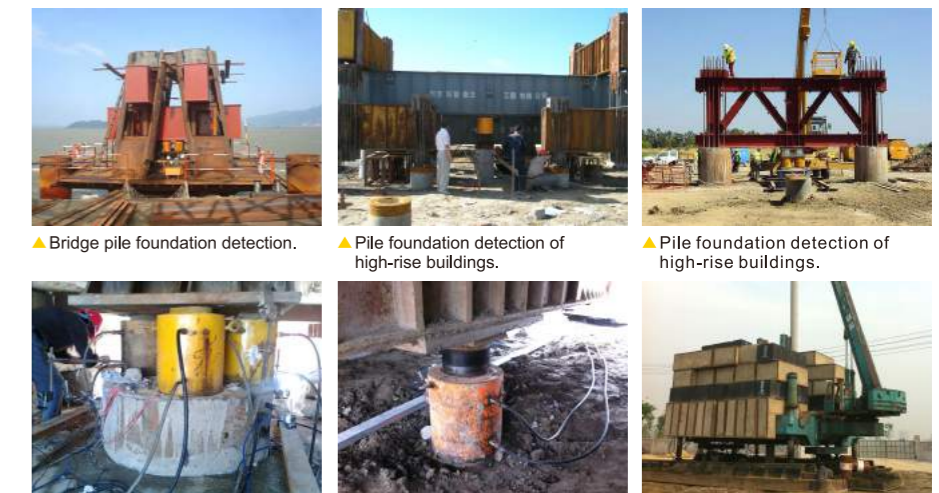 Bridge pile foundation detection.
Pile foundation detection of
high-rise buildings.
Pile foundation detection of
high-rise buildings.